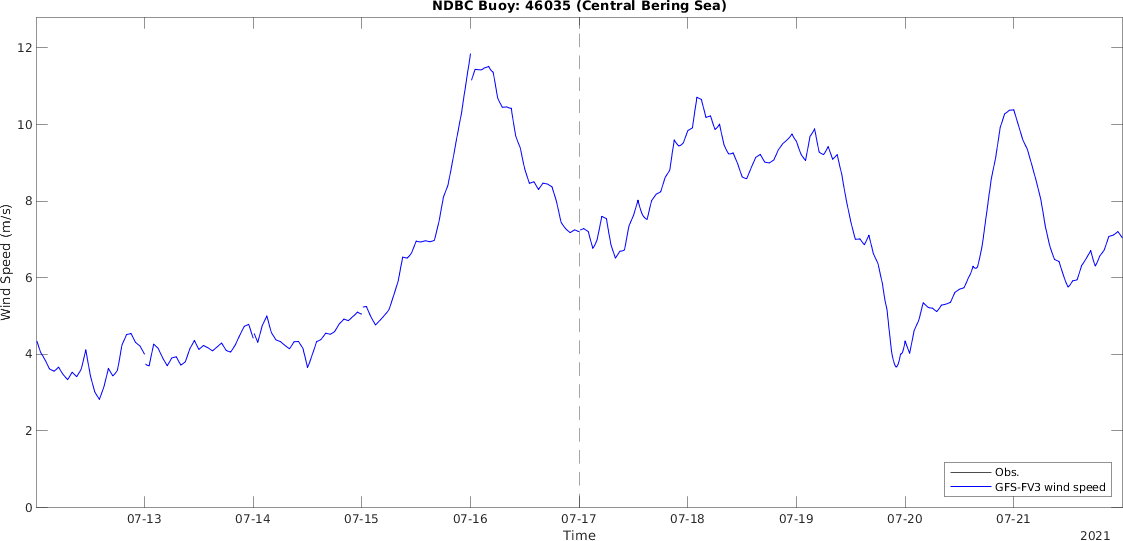 NDBC Buoy: 46035 (Central Bering Sea)
12
10
8
6
4
2
0
Wind Speed (m/s)
Obs.
GFS-FV3 wind speed
07-13 07-14 07-15 07-16 07-17 07-18 07-19 07-20 07-21
Time
2021